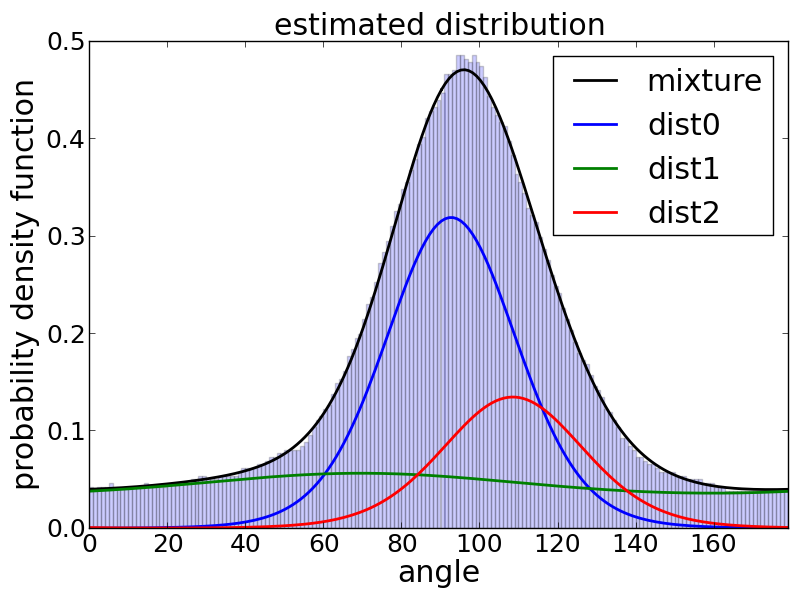 estimated distribution
probability density function
0.5
0.4
0.3
0.2
0.1
0.0
mixture
dist0
dist1
dist2
0 20 40 60 80 100 120 140 160
angle